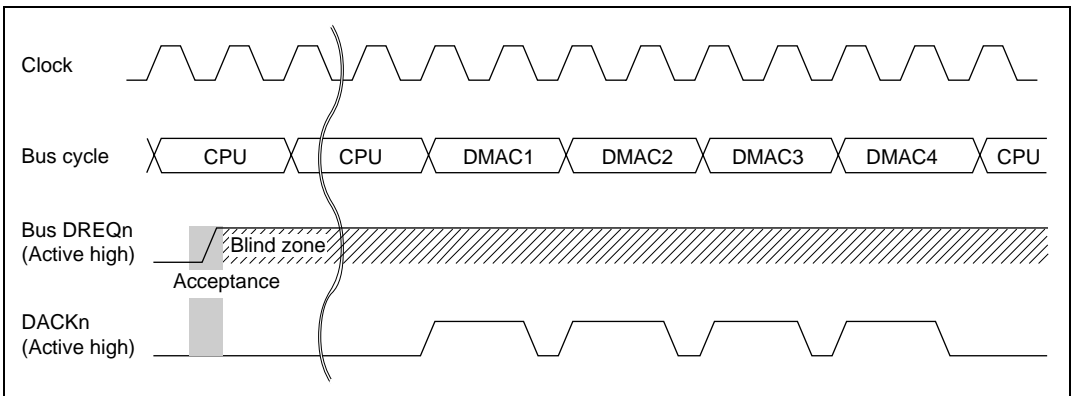 Clock
Bus cycle CPU CPU DMAC1 DMAC2 DMAC3 DMAC4 CPU
Bus DREQn
(Active high)
Blind zone
Acceptance
DACKn
(Active high)